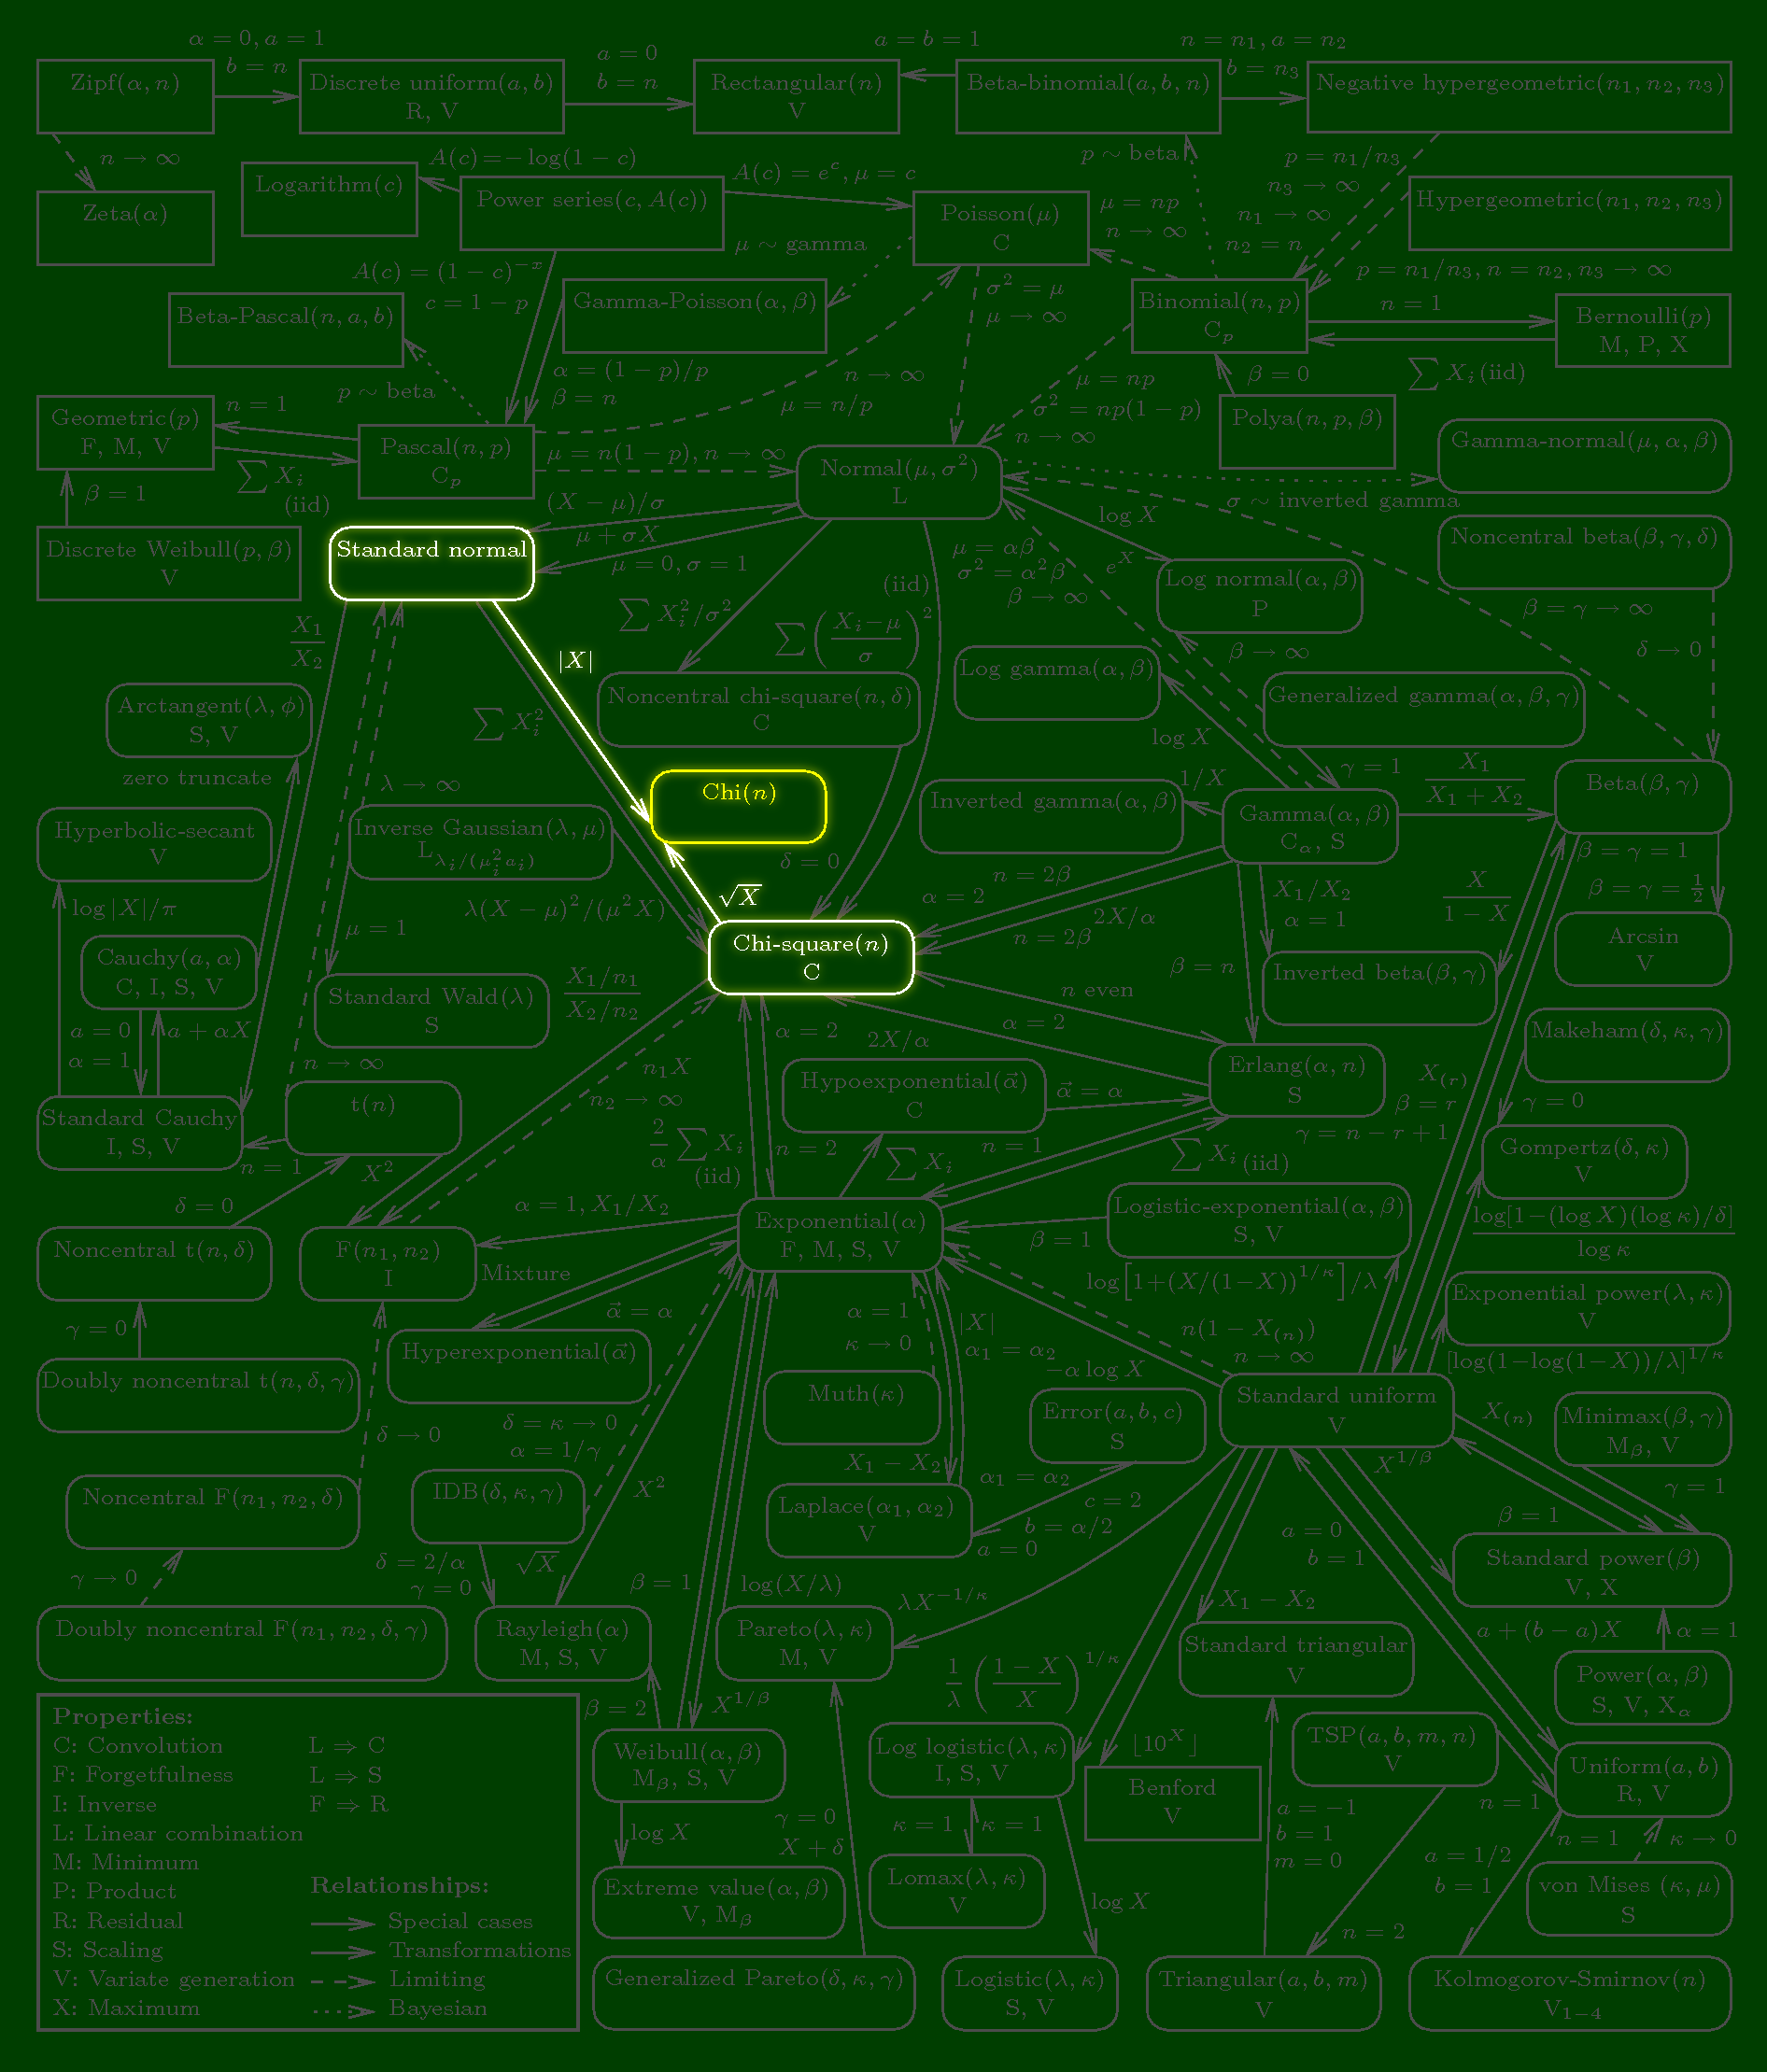 α = 0, a = 1
b = n
a = 0
b = n
a = b = 1
n = n₁, a = n₂
b = n₃
Zipf(α, n)
Discrete uniform(a, b)
R, V
Rectangular(n)
V
Beta-binomial(a, b, n)
Negative hypergeometric(n₁, n₂, n₃)
n → ∞
A(c) = − log(1 − c)
A(c) = eᶜ, μ = c
p ∼ beta
p = n₁/n₃
n₃ → ∞
n₁ → ∞
n₂ = n
Zeta(α)
Logarithm(c)
Power series(c, A(c))
Poisson(μ)
C
μ = np
n → ∞
Hypergeometric(n₁, n₂, n₃)
μ ∼ gamma
A(c) = (1 − c)⁻ˣ
c = 1 − p
σ² = μ
μ → ∞
p = n₁/n₃, n = n₂, n₃ → ∞
n = 1
Beta-Pascal(n, a, b)
Gamma-Poisson(α, β)
Binomial(n, p)
Cₚ
Bernoulli(p)
M, P, X
α = (1 − p)/p
β = n
n → ∞
μ = n/p
μ = np
σ² = np(1 − p)
n → ∞
β = 0
∑ Xᵢ (iid)
p ∼ beta
n = 1
Geometric(p)
F, M, V
Pascal(n, p)
Cₚ
Polya(n, p, β)
Gamma-normal(μ, α, β)
∑ Xᵢ
(iid)
μ = n(1 − p), n → ∞
Normal(μ, σ²)
L
σ ∼ inverted gamma
β = 1
(X − μ)/σ
μ + σX
μ = 0, σ = 1
log X
eˣ
μ = αβ
σ² = α²β
β → ∞
Discrete Weibull(p, β)
V
Standard normal
Noncentral beta(β, γ, δ)
Log normal(α, β)
P
β = γ → ∞
δ → 0
(iid)
∑ Xᵢ²/σ²
∑ ((Xᵢ−μ)/σ)²
X₁/X₂
|X|
β → ∞
Log gamma(α, β)
Noncentral chi-square(n, δ)
C
Generalized gamma(α, β, γ)
Arctangent(λ, φ)
S, V
∑ Xᵢ²
log X
γ = 1
X₁/(X₁ + X₂)
zero truncate
λ → ∞
Chi(n)
1/X
Inverted gamma(α, β)
Gamma(α, β)
C_α, S
Beta(β, γ)
Hyperbolic-secant
V
Inverse Gaussian(λ, μ)
L_{λᵢ/(μᵢ²aᵢ)}
δ = 0
β = γ = 1
β = γ = 1/2
log |X|/π
λ(X − μ)²/(μ²X)
√X
α = 2
n = 2β
2X/α
n = 2β
X₁/X₂
α = 1
X/(1 − X)
μ = 1
Chi-square(n)
C
β = n
Arcsin
V
Cauchy(a, α)
C, I, S, V
Standard Wald(λ)
S
(X₁/n₁)/(X₂/n₂)
n even
Inverted beta(β, γ)
a = 0
α = 1
a + αX
n → ∞
α = 2
2X/α
α = 2
Makeham(δ, κ, γ)
n₁X
n₂ → ∞
Hypoexponential(α⃗)
C
α⃗ = α
Erlang(α, n)
S
X₍ᵣ₎
β = r
γ = n − r + 1
γ = 0
Standard Cauchy
I, S, V
t(n)
n = 1
X²
2/α ∑ Xᵢ
(iid)
n = 2
∑ Xᵢ
n = 1
∑ Xᵢ (iid)
Gompertz(δ, κ)
V
δ = 0
α = 1, X₁/X₂
Exponential(α)
F, M, S, V
Logistic-exponential(α, β)
S, V
β = 1
log[1−(log X)(log κ)/δ]/log κ
Noncentral t(n, δ)
F(n₁, n₂)
I
Mixture
log[1+(X/(1−X))^{1/κ}]/λ
Exponential power(λ, κ)
V
α⃗ = α
γ = 0
Hyperexponential(α⃗)
α = 1
κ → 0
|X|
α₁ = α₂
n(1 − X₍ₙ₎)
n → ∞
−α log X
[log(1−log(1−X))/λ]^{1/κ}
Doubly noncentral t(n, δ, γ)
Muth(κ)
Error(a, b, c)
S
Standard uniform
V
X₍ₙ₎
Minimax(β, γ)
M_β, V
δ → 0
δ = κ → 0
α = 1/γ
X²
X₁ − X₂
α₁ = α₂
X^{1/β}
γ = 1
Noncentral F(n₁, n₂, δ)
IDB(δ, κ, γ)
Laplace(α₁, α₂)
V
c = 2
b = α/2
a = 0
a = 0
b = 1
β = 1
Standard power(β)
V, X
γ → 0
δ = 2/α
γ = 0
√X
β = 1
log(X/λ)
λX^{−1/κ}
X₁ − X₂
Doubly noncentral F(n₁, n₂, δ, γ)
Rayleigh(α)
M, S, V
Pareto(λ, κ)
M, V
Standard triangular
V
a + (b − a)X
α = 1
1/λ ((1 − X)/X)^{1/κ}
Power(α, β)
S, V, X_α
Properties:
C: Convolution L ⇒ C
F: Forgetfulness L ⇒ S
I: Inverse F ⇒ R
L: Linear combination
M: Minimum
P: Product
R: Residual
S: Scaling
V: Variate generation
X: Maximum
Relationships:
Special cases
Transformations
Limiting
Bayesian
β = 2
X^{1/β}
Weibull(α, β)
M_β, S, V
Log logistic(λ, κ)
I, S, V
⌊10ˣ⌋
Benford
V
TSP(a, b, m, n)
V
Uniform(a, b)
R, V
log X
γ = 0
X + δ
κ = 1
κ = 1
a = −1
b = 1
m = 0
n = 1
n = 1
κ → 0
a = 1/2
b = 1
Extreme value(α, β)
V, M_β
Lomax(λ, κ)
V
log X
n = 2
von Mises (κ, μ)
S
Generalized Pareto(δ, κ, γ)
Logistic(λ, κ)
S, V
Triangular(a, b, m)
V
Kolmogorov-Smirnov(n)
V₁₋₄